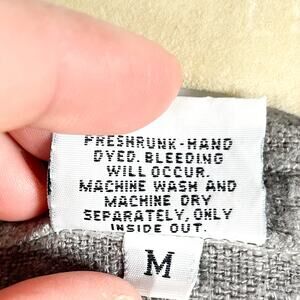 PRESHRUNK-HAND
DYED. BLEEDING
WILL OCCUR.
MACHINE WASH AND
MACHINE DRY
SEPARATELY, ONLY
INSIDE OUT.
M